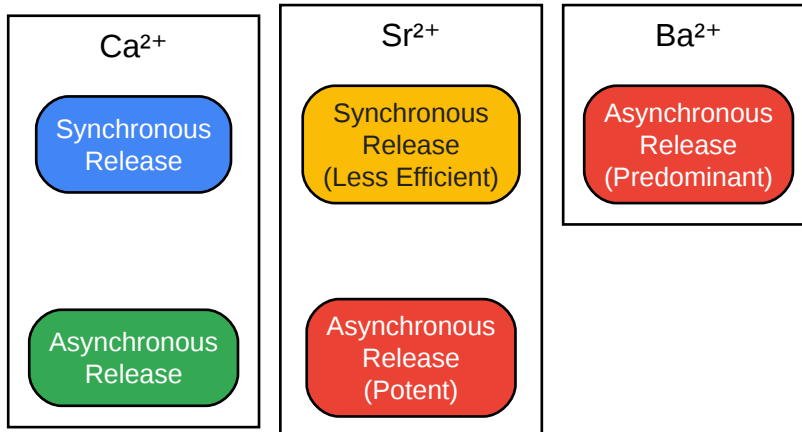 Ca²⁺
Synchronous
Release
Asynchronous
Release
Sr²⁺
Synchronous
Release
(Less Efficient)
Asynchronous
Release
(Potent)
Ba²⁺
Asynchronous
Release
(Predominant)